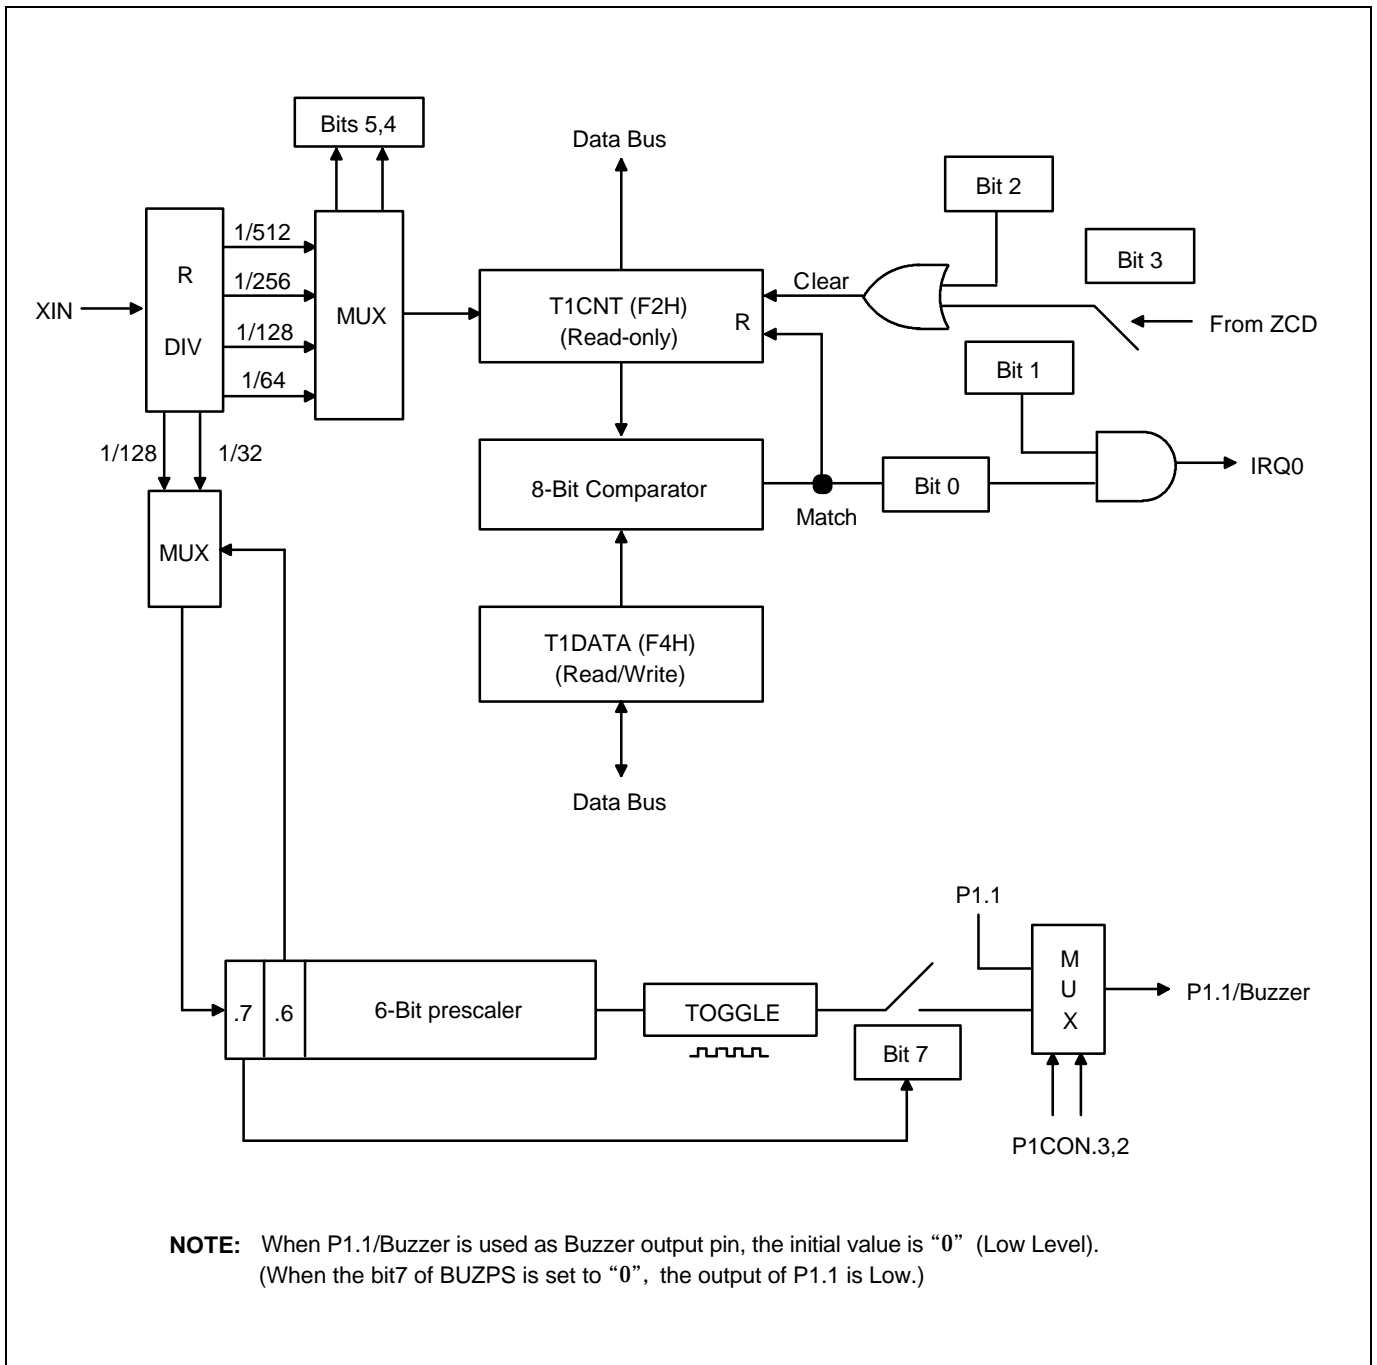 Bits 5,4
Data Bus
Bit 2
Bit 3
R
DIV
1/512
1/256
1/128
1/64
XIN
MUX
T1CNT (F2H)
(Read-only)
R
Clear
From ZCD
Bit 1
1/128
1/32
8-Bit Comparator
Match
Bit 0
IRQ0
MUX
T1DATA (F4H)
(Read/Write)
Data Bus
P1.1
M
U
X
P1.1/Buzzer
.7
.6
6-Bit prescaler
TOGGLE
Bit 7
P1CON.3,2
NOTE: When P1.1/Buzzer is used as Buzzer output pin, the initial value is “0” (Low Level).
(When the bit7 of BUZPS is set to “0”, the output of P1.1 is Low.)